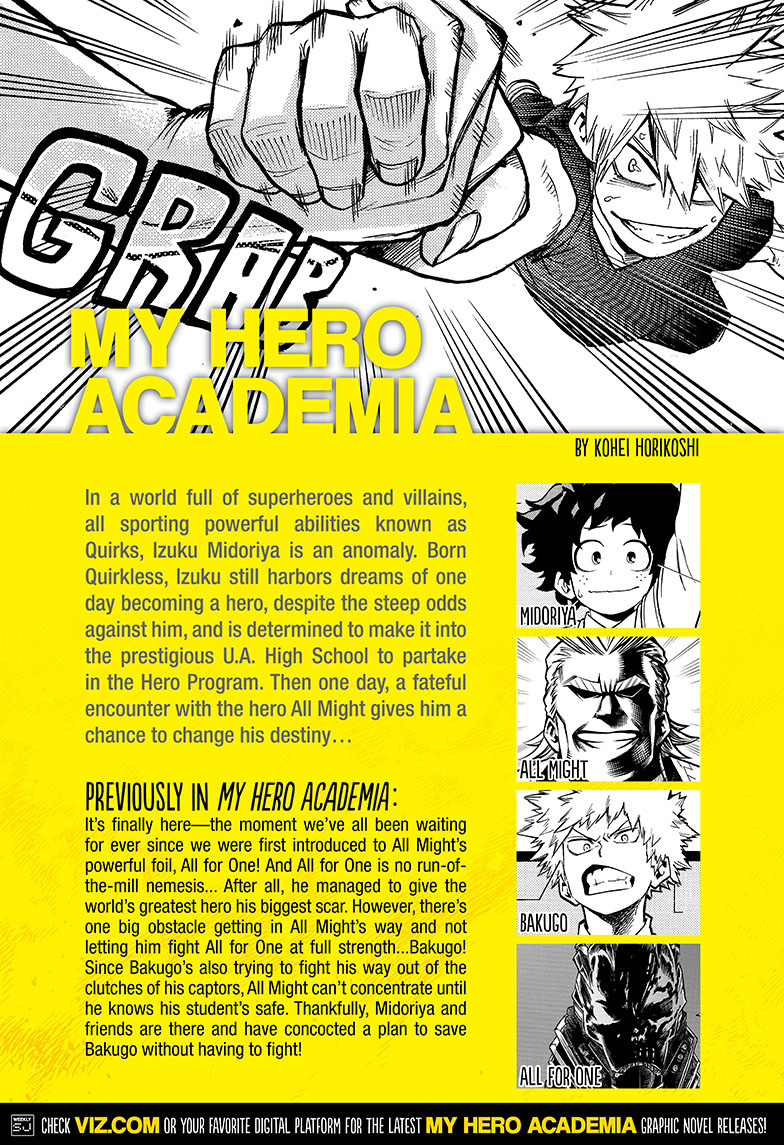 GRAB
MY HERO
ACADEMIA
BY KOHEI HORIKOSHI
In a world full of superheroes and villains,
all sporting powerful abilities known as
Quirks, Izuku Midoriya is an anomaly. Born
Quirkless, Izuku still harbors dreams of one
day becoming a hero, despite the steep odds
against him, and is determined to make it into
the prestigious U.A. High School to partake
in the Hero Program. Then one day, a fateful
encounter with the hero All Might gives him a
chance to change his destiny…
PREVIOUSLY IN MY HERO ACADEMIA:
It's finally here—the moment we've all been waiting
for ever since we were first introduced to All Might's
powerful foil, All for One! And All for One is no run-of-
the-mill nemesis... After all, he managed to give the
world's greatest hero his biggest scar. However, there's
one big obstacle getting in All Might's way and not
letting him fight All for One at full strength...Bakugo!
Since Bakugo's also trying to fight his way out of the
clutches of his captors, All Might can't concentrate until
he knows his student's safe. Thankfully, Midoriya and
friends are there and have concocted a plan to save
Bakugo without having to fight!
MIDORIYA
ALL MIGHT
BAKUGO
ALL FOR ONE
WEEKLY
SJ
CHECK VIZ.COM OR YOUR FAVORITE DIGITAL PLATFORM FOR THE LATEST MY HERO ACADEMIA GRAPHIC NOVEL RELEASES!